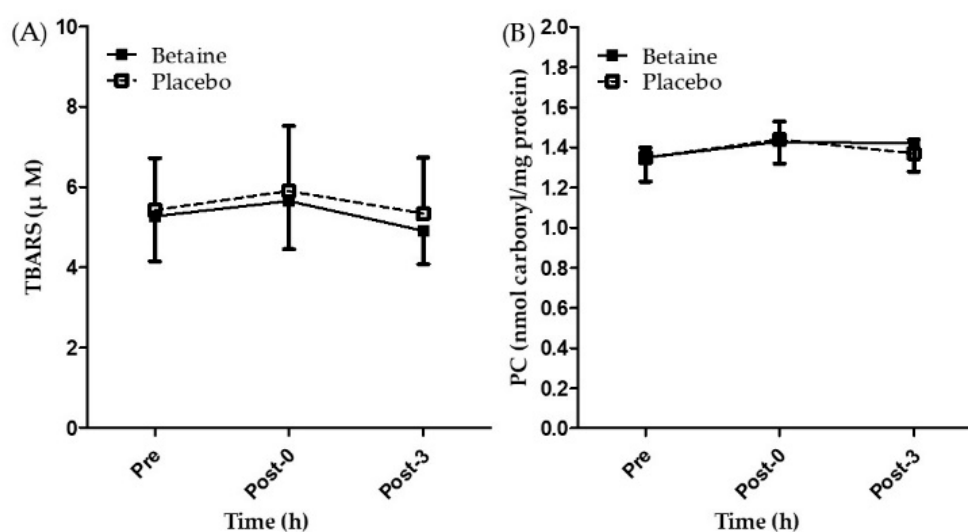 (A)
Betaine
Placebo
TBARS (μ M)
10
8
6
4
2
0
Pre
Post-0
Post-3
Time (h)
(B)
Betaine
Placebo
PC (nmol carbonyl/mg protein)
2.0
1.8
1.6
1.4
1.2
1.0
0.8
0.6
0.4
0.2
0.0
Pre
Post-0
Post-3
Time (h)